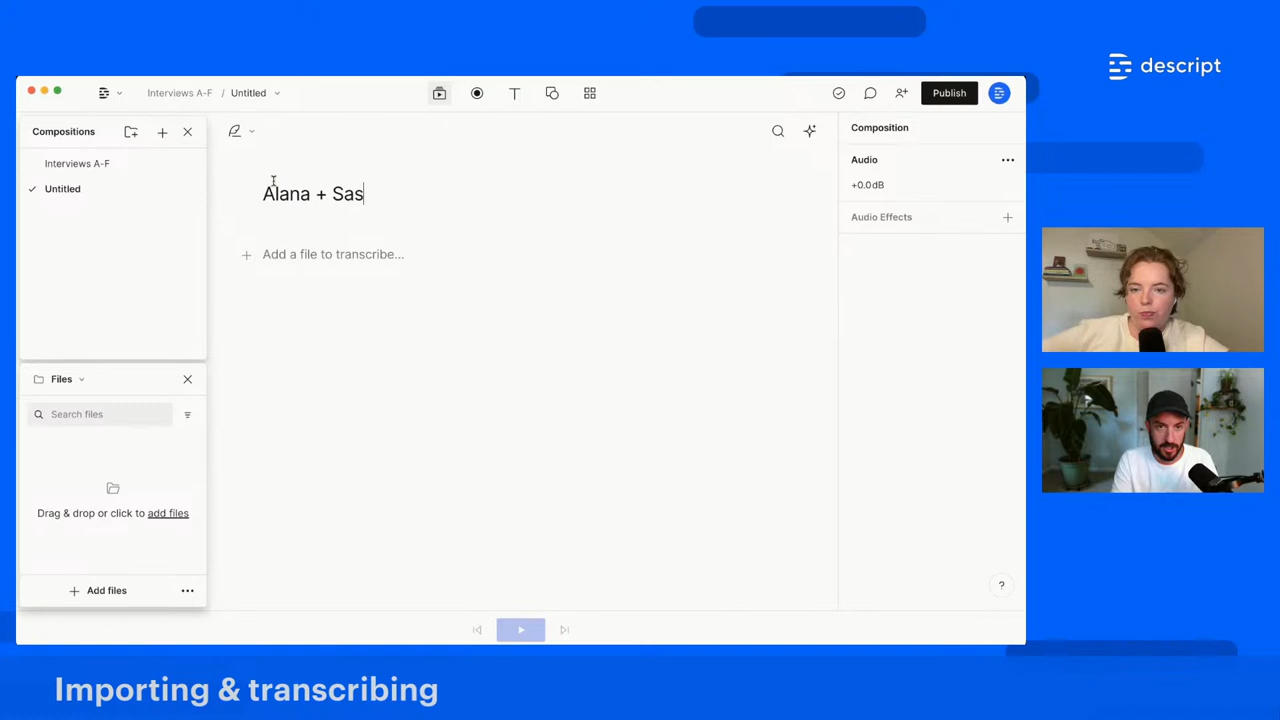 descript
Interviews A-F / Untitled
Publish
Compositions
Interviews A-F
Untitled
Files
Search files
Drag & drop or click to add files
Add files
Alana + Sas
Add a file to transcribe...
Composition
Audio
+0.0dB
Audio Effects
?
Importing & transcribing